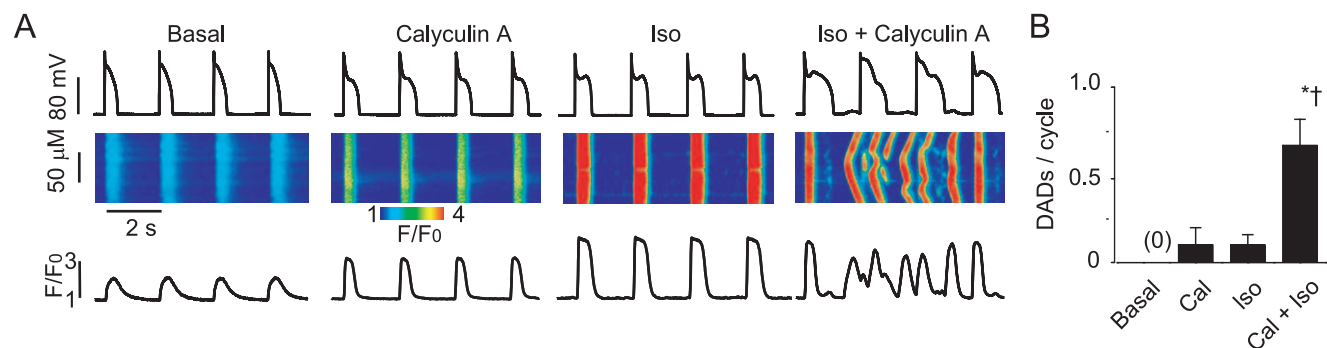 A
Basal
Calyculin A
Iso
Iso + Calyculin A
80 mV
50 µM
2 s
1 4
F/F0
F/F0
3
1
B
DADs / cycle
1.0
0.5
0
(0)
*†
Basal
Cal
Iso
Cal + Iso